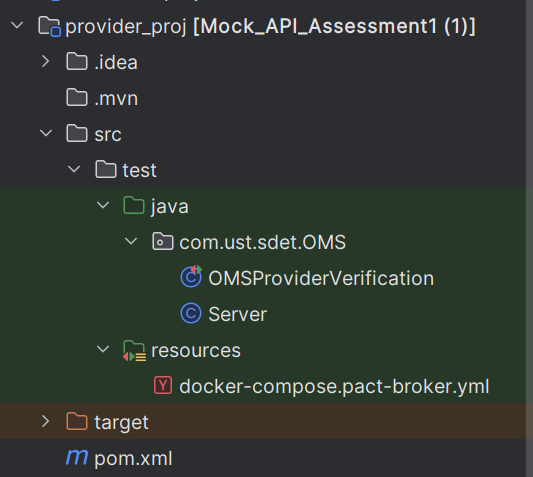 provider_proj [Mock_API_Assessment1 (1)]
.idea
.mvn
src
test
java
com.ust.sdet.OMS
OMSProviderVerification
Server
resources
docker-compose.pact-broker.yml
target
pom.xml